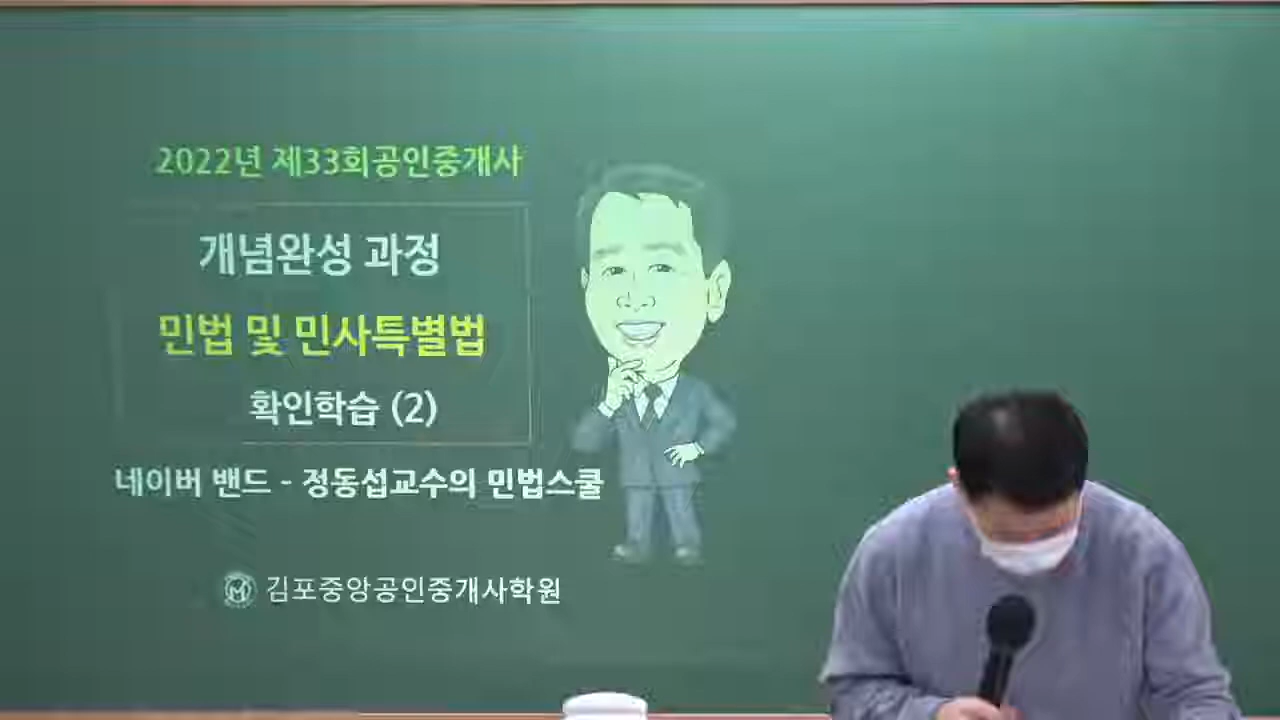 2022년 제33회공인중개사
개념완성 과정
민법 및 민사특별법
확인학습 (2)
네이버 밴드 - 정동섭교수의 민법스쿨
김포중앙공인중개사학원